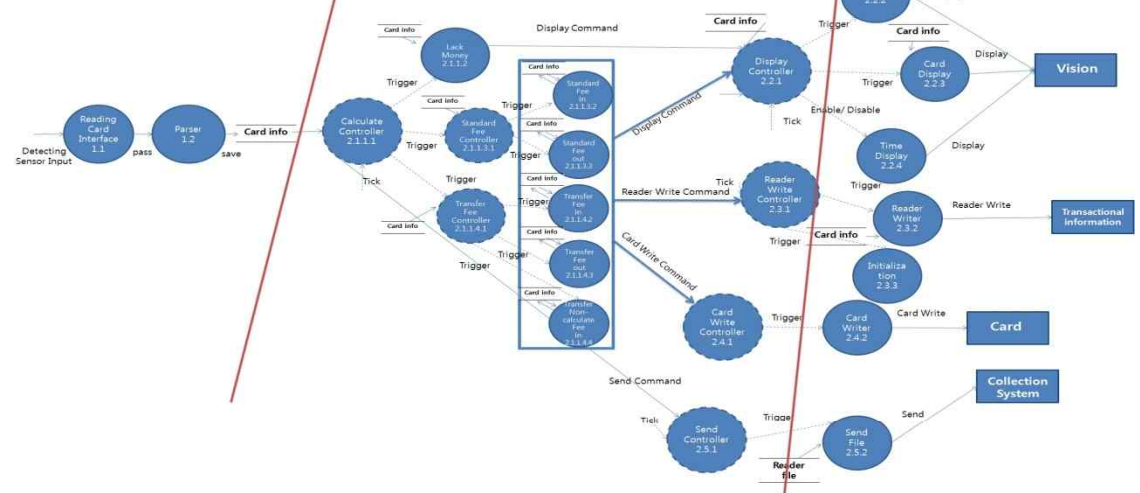 Detecting
Sensor Input
Reading
Card
Interface
1.1
pass
Parser
1.2
save
Card info
Calculate
Controller
2.1.1.1
Tick
Trigger
Card info
Lack
Money
2.1.1.2
Display Command
Trigger
Card info
Standard
Fee
Controller
2.1.1.3.1
Trigger
Card info
Transfer
Fee
Controller
2.1.1.4.1
Trigger
Trigger
Trigger
Trigger
Trigger
Trigger
Card info
Standard
Fee
In
2.1.1.3.2
Card info
Standard
Fee
out
2.1.1.3.3
Card info
Transfer
Fee
In
2.1.1.4.2
Card info
Transfer
Fee
out
2.1.1.4.3
Card info
Transfer
Non-
calculate
Fee
in
2.1.1.4.4
Display Command
Reader Write Command
Card Write Command
Send Command
Card info
Display
Controller
2.2.1
Tick
Trigger
2.2.2
Trigger
Card info
Card
Display
2.2.3
Display
Vision
Enable/ Disable
Time
Display
2.2.4
Display
Tick
Reader
Write
Controller
2.3.1
Trigger
Card info
Reader
Writer
2.3.2
Reader Write
Transactional
information
Trigger
Initializa
tion
2.3.3
Card
Write
Controller
2.4.1
Trigger
Card
Writer
2.4.2
Card Write
Card
Tick
Send
Controller
2.5.1
Trigger
Reader
file
Send
File
2.5.2
Send
Collection
System